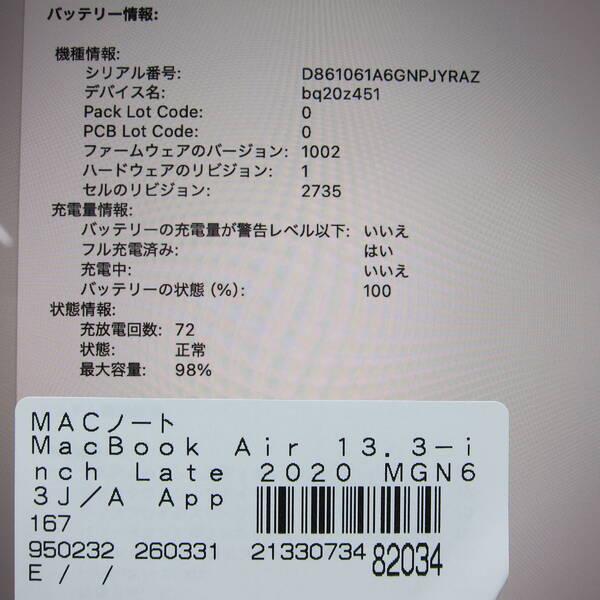 バッテリー情報:
機種情報:
シリアル番号: D861061A6GNPJYRAZ
デバイス名: bq20z451
Pack Lot Code: 0
PCB Lot Code: 0
ファームウェアのバージョン: 1002
ハードウェアのリビジョン: 1
セルのリビジョン: 2735
充電量情報:
バッテリーの充電量が警告レベル以下: いいえ
フル充電済み: はい
充電中: いいえ
バッテリーの状態（%）: 100
状態情報:
充放電回数: 72
状態: 正常
最大容量: 98%
MACノート
MacBook Air 13.3-i
nch Late 2020 MGN6
3J/A App
167
950232 260331 21330734 82034
E / /